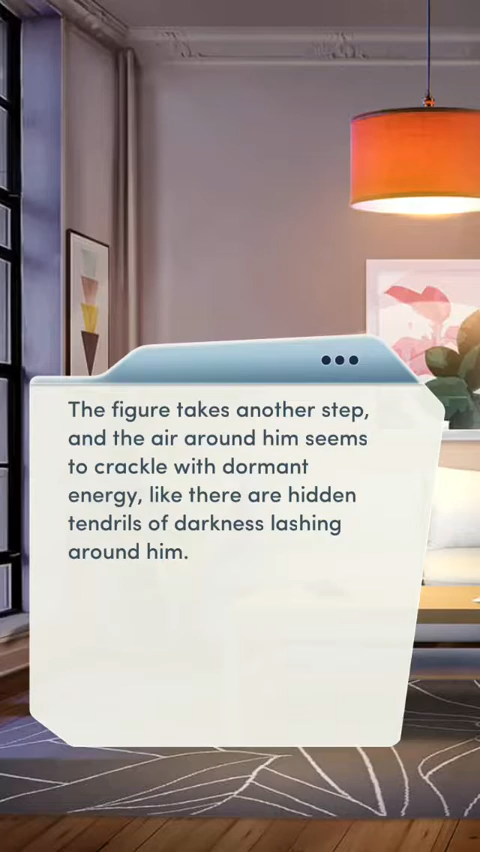 The figure takes another step,
and the air around him seems
to crackle with dormant
energy, like there are hidden
tendrils of darkness lashing
around him.